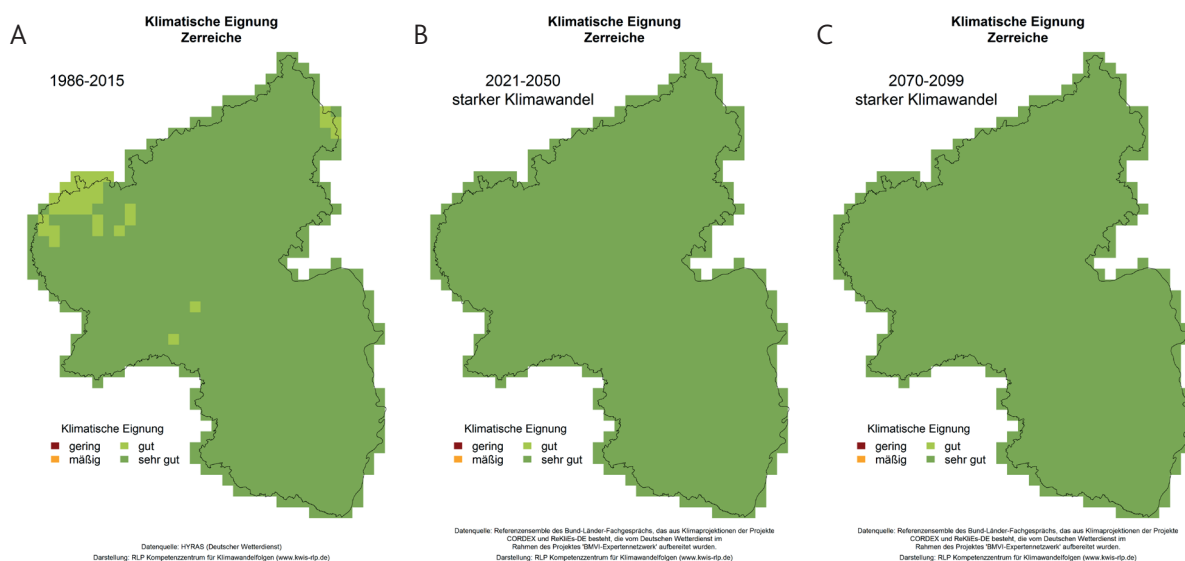 A
Klimatische Eignung
Zerreiche
1986-2015
Klimatische Eignung
gering
gut
mäßig
sehr gut
Datenquelle: HYRAS (Deutscher Wetterdienst)
Darstellung: RLP Kompetenzzentrum für Klimawandelfolgen (www.kwis-rlp.de)
B
Klimatische Eignung
Zerreiche
2021-2050
starker Klimawandel
Klimatische Eignung
gering
gut
mäßig
sehr gut
Datenquelle: Referenzensemble des Bund-Länder-Fachgesprächs, das aus Klimaprojektionen der Projekte
CORDEX und ReKliEs-DE besteht, die vom Deutschen Wetterdienst im
Rahmen des Projektes 'BMVI-Expertennetzwerk' aufbereitet wurden.
Darstellung: RLP Kompetenzzentrum für Klimawandelfolgen (www.kwis-rlp.de)
C
Klimatische Eignung
Zerreiche
2070-2099
starker Klimawandel
Klimatische Eignung
gering
gut
mäßig
sehr gut
Datenquelle: Referenzensemble des Bund-Länder-Fachgesprächs, das aus Klimaprojektionen der Projekte
CORDEX und ReKliEs-DE besteht, die vom Deutschen Wetterdienst im
Rahmen des Projektes 'BMVI-Expertennetzwerk' aufbereitet wurden.
Darstellung: RLP Kompetenzzentrum für Klimawandelfolgen (www.kwis-rlp.de)